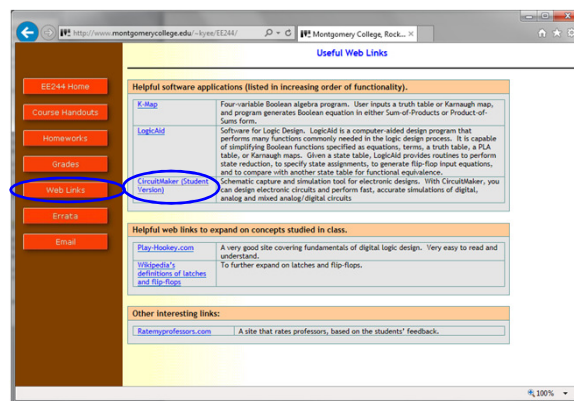 http://www.montgomerycollege.edu/~kyee/EE244/
Montgomery College, Rock...
Useful Web Links
EE244 Home
Course Handouts
Homeworks
Grades
Web Links
Errata
Email
Helpful software applications (listed in increasing order of functionality).
K-Map
Four-variable Boolean algebra program. User inputs a truth table or Karnaugh map,
and program generates Boolean equation in either Sum-of-Products or Product-of-
Sums form.
LogicAid
Software for Logic Design. LogicAid is a computer-aided design program that
performs many functions commonly needed in the logic design process. It is capable
of simplifying Boolean functions specified as equations, terms, a truth table, a PLA
table, or Karnaugh maps. Given a state table, LogicAid provides routines to perform
state reduction, to specify state assignments, to generate flip-flop input equations,
and to compare with another state table for functional equivalence.
CircuitMaker (Student
Version)
Schematic capture and simulation tool for electronic designs. With CircuitMaker, you
can design electronic circuits and perform fast, accurate simulations of digital,
analog and mixed analog/digital circuits
Helpful web links to expand on concepts studied in class.
Play-Hookey.com
A very good site covering fundamentals of digital logic design. Very easy to read and
understand.
Wikipedia's
definitions of latches
and flip-flops
To further expand on latches and flip-flops.
Other interesting links:
Ratemyprofessors.com
A site that rates professors, based on the students' feedback.
100%